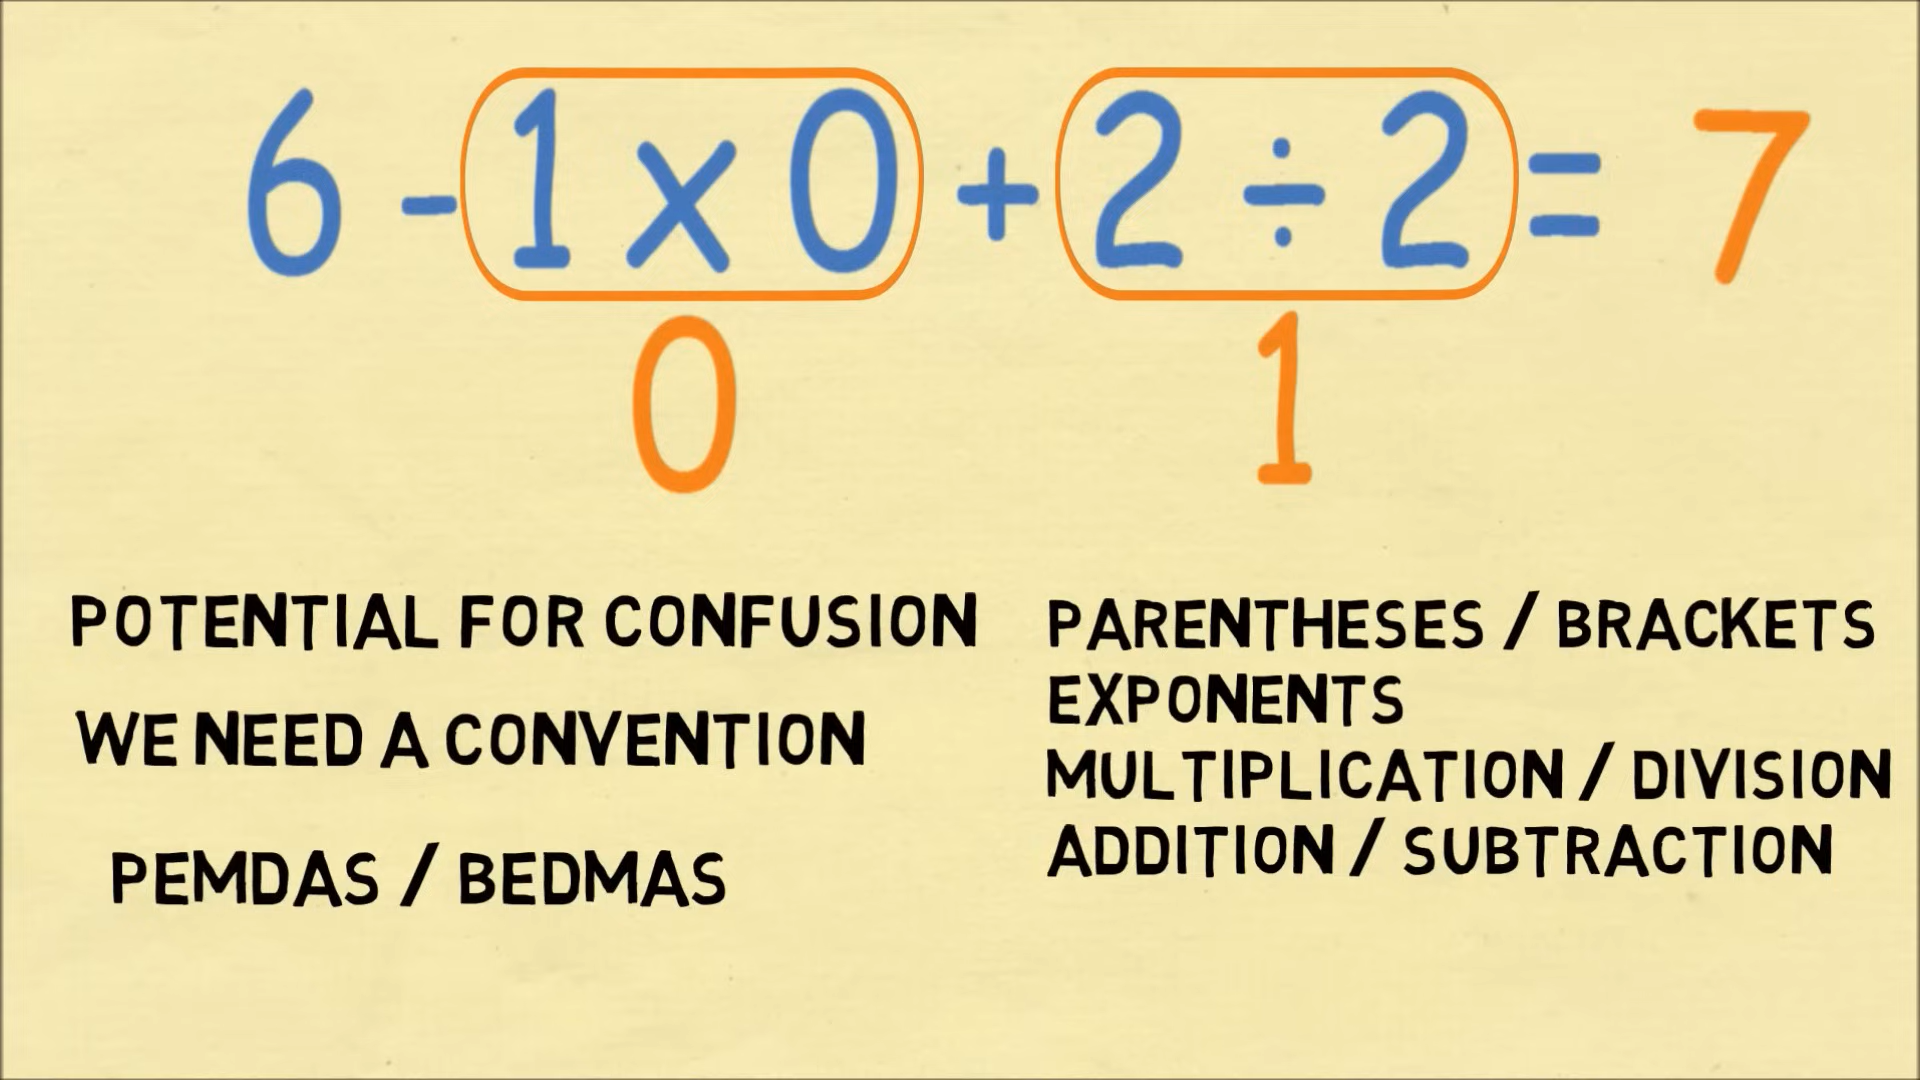 6 - 1 x 0 + 2 ÷ 2 = 7
0 1
POTENTIAL FOR CONFUSION
WE NEED A CONVENTION
PEMDAS / BEDMAS
PARENTHESES / BRACKETS
EXPONENTS
MULTIPLICATION / DIVISION
ADDITION / SUBTRACTION